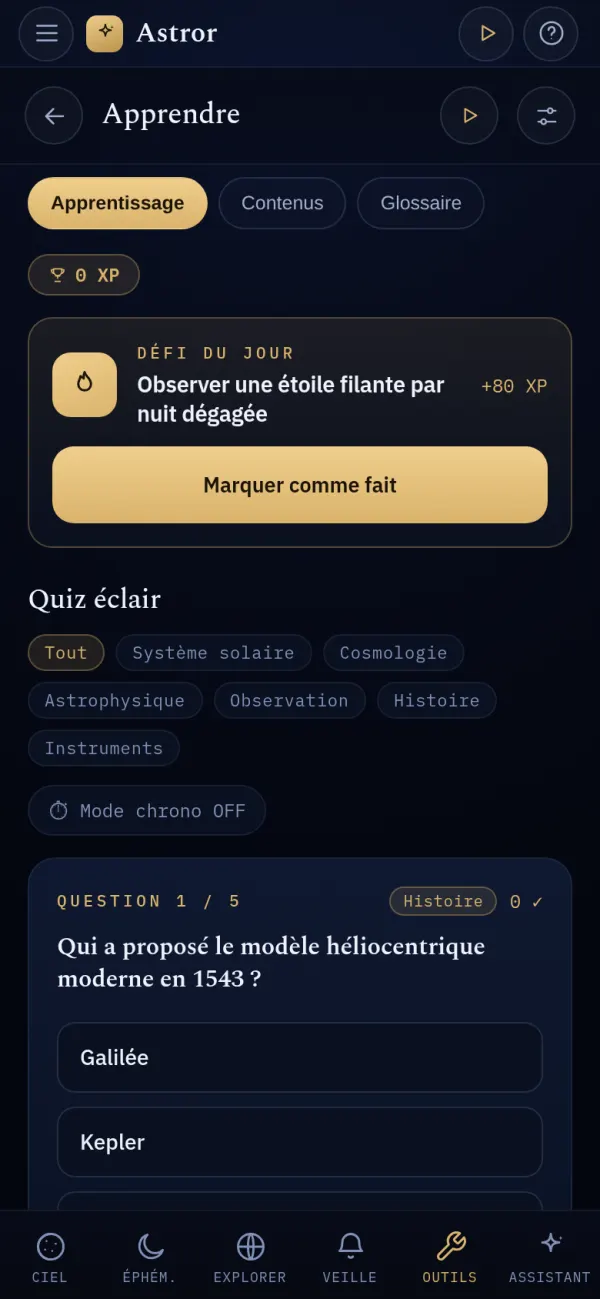 Astror
Apprendre
Apprentissage
Contenus
Glossaire
0 XP
DÉFI DU JOUR
Observer une étoile filante par
nuit dégagée
+80 XP
Marquer comme fait
Quiz éclair
Tout
Système solaire
Cosmologie
Astrophysique
Observation
Histoire
Instruments
Mode chrono OFF
QUESTION 1 / 5
Histoire
0 ✓
Qui a proposé le modèle héliocentrique
moderne en 1543 ?
Galilée
Kepler
CIEL
ÉPHÉM.
EXPLORER
VEILLE
OUTILS
ASSISTANT